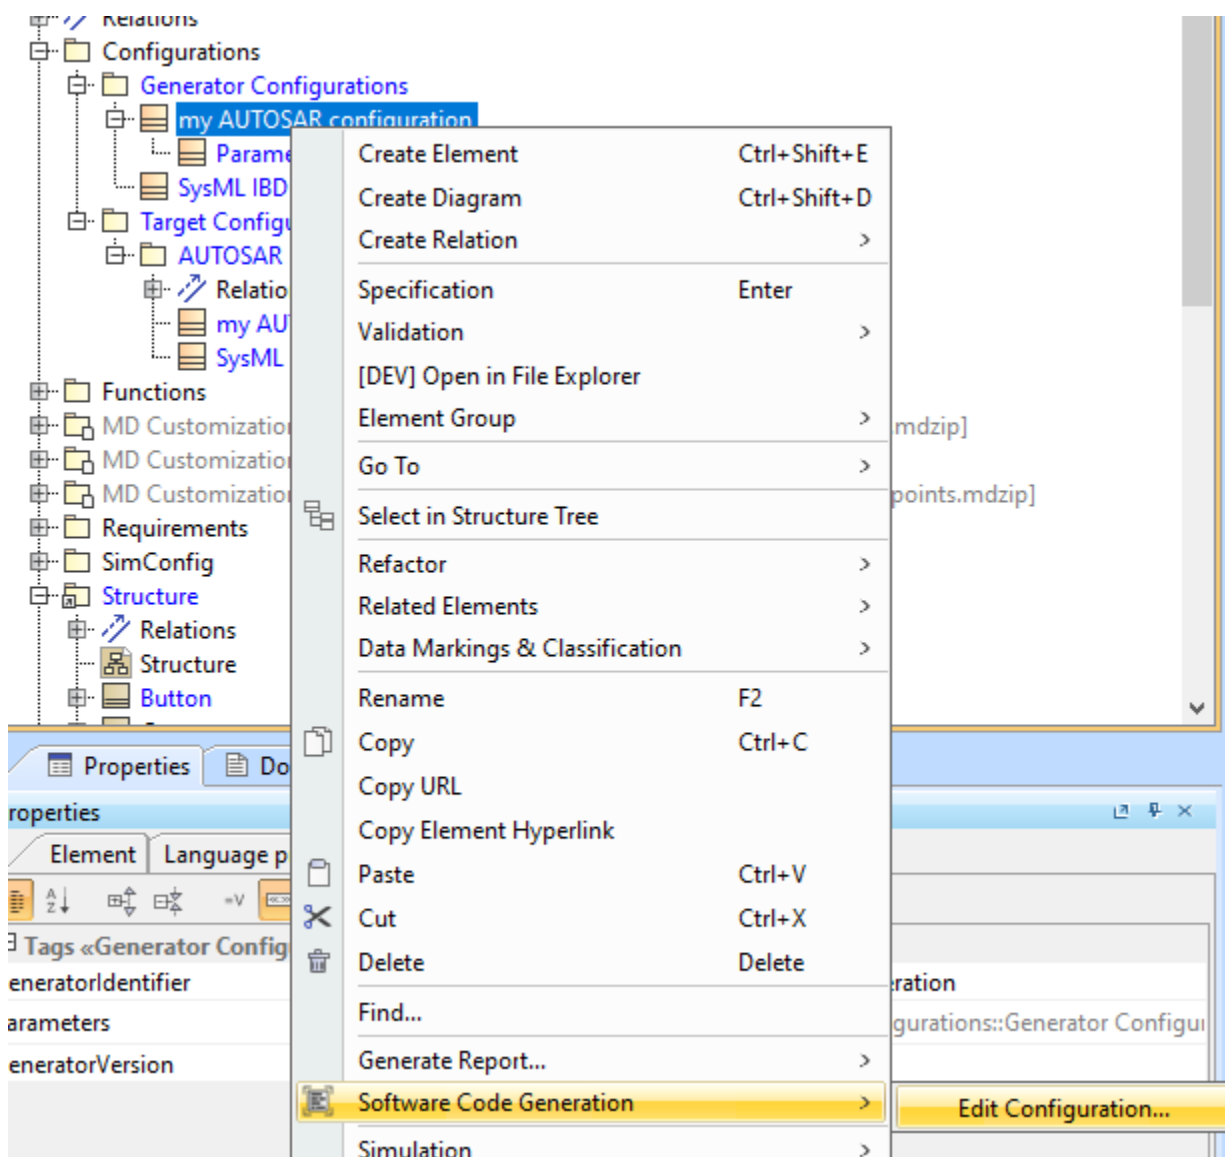 Relations
Configurations
Generator Configurations
my AUTOSAR configuration
Parame
SysML IBD
Target Configu
AUTOSAR
Relatio
my AU
SysML
Functions
MD Customizatio
.mdzip]
MD Customizatio
MD Customizatio
points.mdzip]
Requirements
SimConfig
Structure
Relations
Structure
Button
Create Element Ctrl+Shift+E
Create Diagram Ctrl+Shift+D
Create Relation
Specification Enter
Validation
[DEV] Open in File Explorer
Element Group
Go To
Select in Structure Tree
Refactor
Related Elements
Data Markings & Classification
Rename F2
Copy Ctrl+C
Copy URL
Copy Element Hyperlink
Paste Ctrl+V
Cut Ctrl+X
Delete Delete
Find...
Generate Report...
Software Code Generation
Edit Configuration...
Simulation
Properties Do
roperties
Element Language p
Tags «Generator Config
eneratorIdentifier ration
arameters gurations::Generator Configu
eneratorVersion